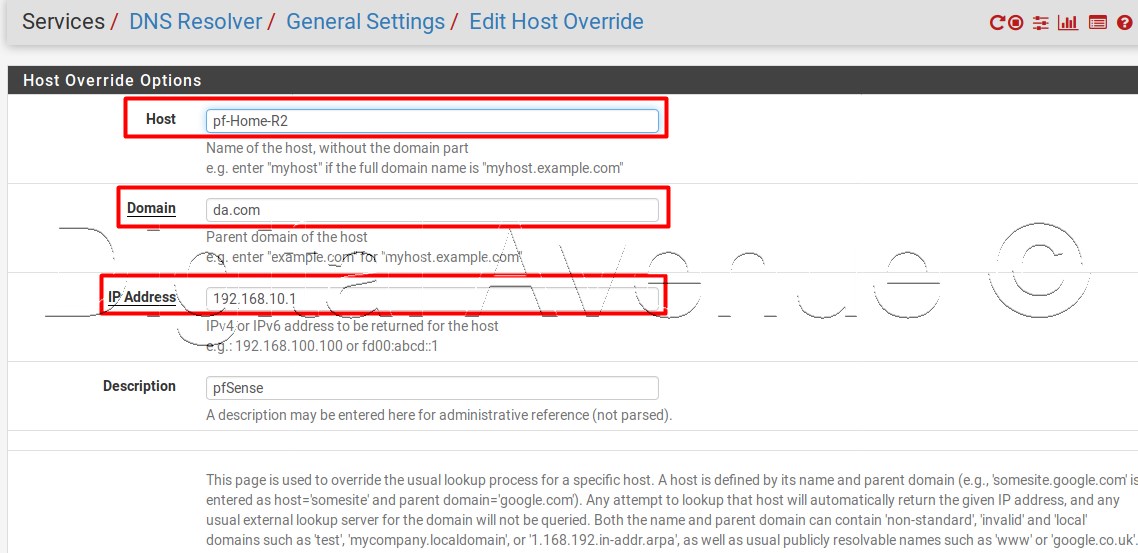 Services / DNS Resolver / General Settings / Edit Host Override
Host Override Options
Host
pf-Home-R2
Name of the host, without the domain part
e.g. enter "myhost" if the full domain name is "myhost.example.com"
Domain
da.com
Parent domain of the host
e.g. enter "example.com" for "myhost.example.com"
IP Address
192.168.10.1
IPv4 or IPv6 address to be returned for the host
e.g.: 192.168.100.100 or fd00:abcd::1
Description
pfSense
A description may be entered here for administrative reference (not parsed).
This page is used to override the usual lookup process for a specific host. A host is defined by its name and parent domain (e.g., 'somesite.google.com' is
entered as host='somesite' and parent domain='google.com'). Any attempt to lookup that host will automatically return the given IP address, and any
usual external lookup server for the domain will not be queried. Both the name and parent domain can contain 'non-standard', 'invalid' and 'local'
domains such as 'test', 'mycompany.localdomain', or '1.168.192.in-addr.arpa', as well as usual publicly resolvable names such as 'www' or 'google.co.uk'.